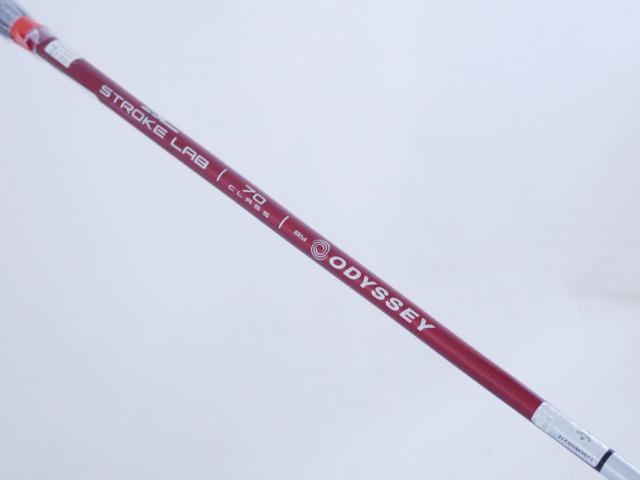 STROKE LAB
70
CLASS
ODYSSEY